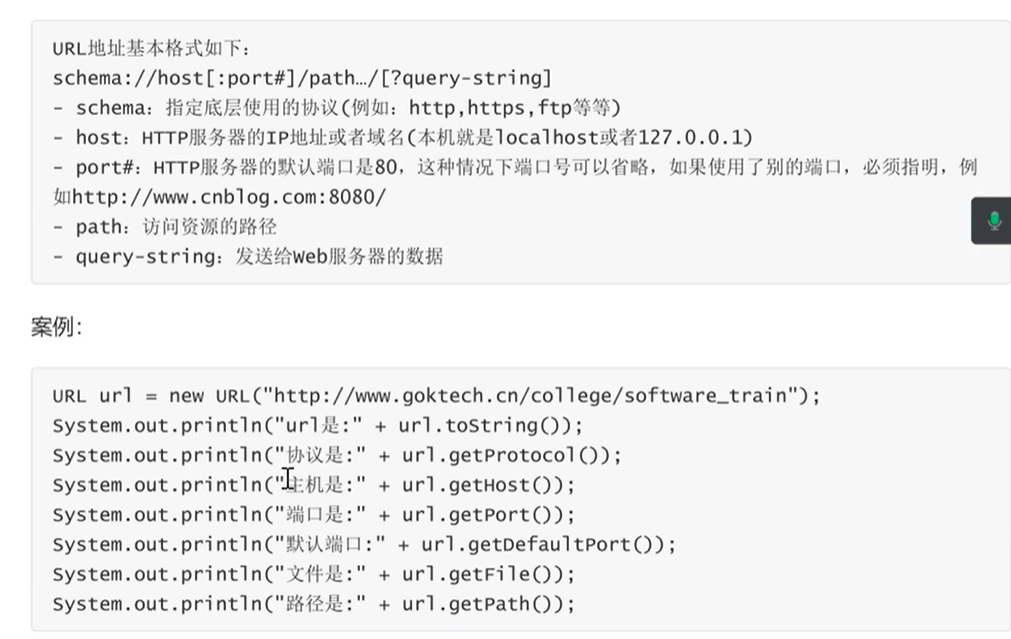 URL地址基本格式如下：
schema://host[:port#]/path…/[?query-string]
- schema：指定底层使用的协议(例如：http,https,ftp等等)
- host：HTTP服务器的IP地址或者域名(本机就是localhost或者127.0.0.1)
- port#：HTTP服务器的默认端口是80，这种情况下端口号可以省略，如果使用了别的端口，必须指明，例
如http://www.cnblog.com:8080/
- path：访问资源的路径
- query-string：发送给Web服务器的数据
案例：
URL url = new URL("http://www.goktech.cn/college/software_train");
System.out.println("url是:" + url.toString());
System.out.println("协议是:" + url.getProtocol());
System.out.println("主机是:" + url.getHost());
System.out.println("端口是:" + url.getPort());
System.out.println("默认端口:" + url.getDefaultPort());
System.out.println("文件是:" + url.getFile());
System.out.println("路径是:" + url.getPath());